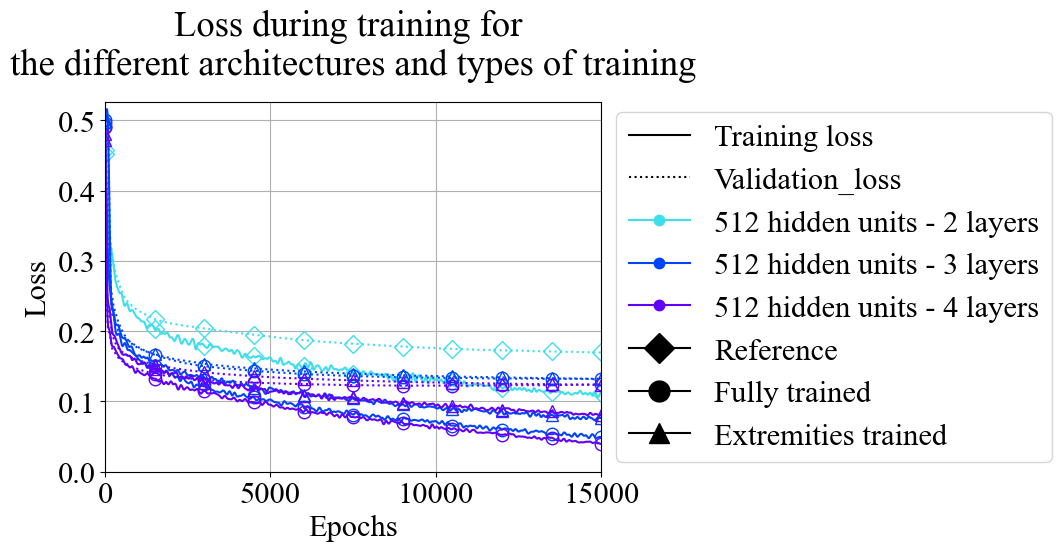 Loss during training for
the different architectures and types of training
0.5
0.4
0.3
0.2
0.1
0.0
Loss
0
5000
10000
15000
Epochs
Training loss
Validation_loss
512 hidden units - 2 layers
512 hidden units - 3 layers
512 hidden units - 4 layers
Reference
Fully trained
Extremities trained